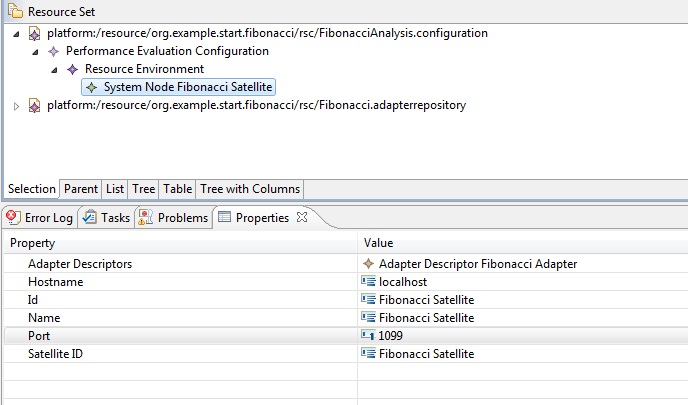 Resource Set
platform:/resource/org.example.start.fibonacci/rsc/FibonacciAnalysis.configuration
Performance Evaluation Configuration
Resource Environment
System Node Fibonacci Satellite
platform:/resource/org.example.start.fibonacci/rsc/Fibonacci.adapterrepository
Selection Parent List Tree Table Tree with Columns
Error Log Tasks Problems Properties
Property Value
Adapter Descriptors Adapter Descriptor Fibonacci Adapter
Hostname localhost
Id Fibonacci Satellite
Name Fibonacci Satellite
Port 1099
Satellite ID Fibonacci Satellite